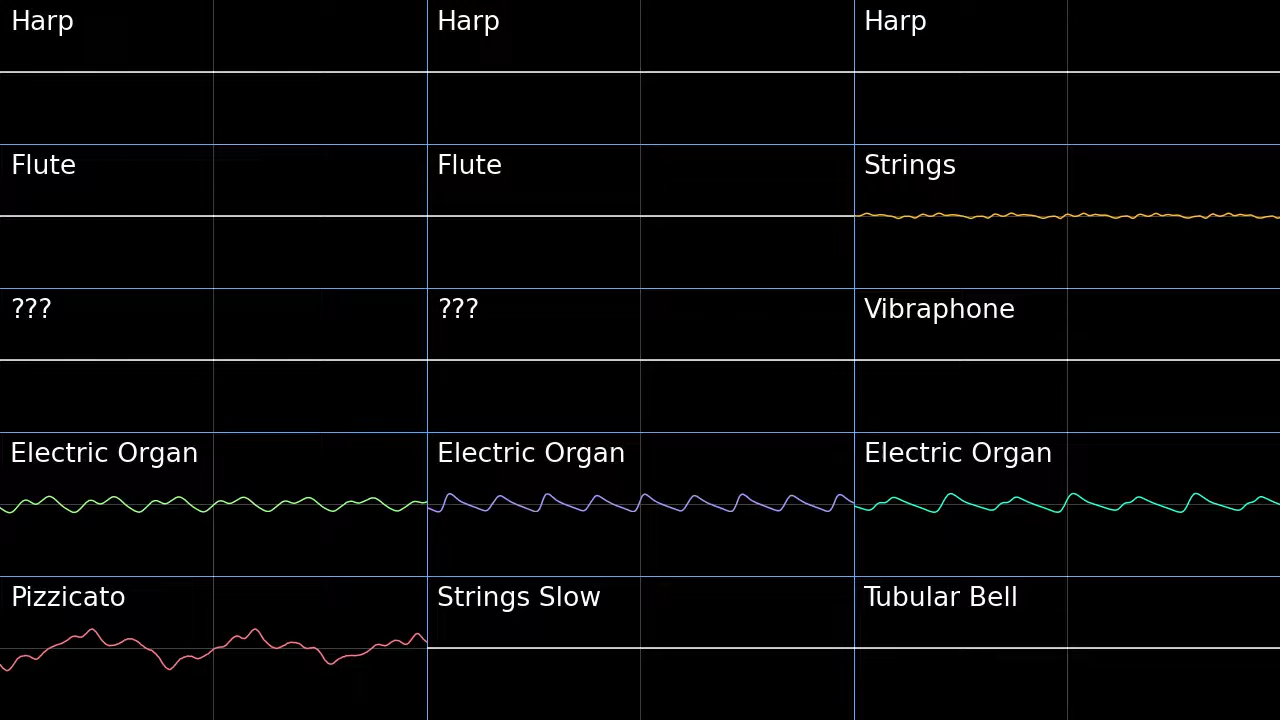 Harp
Harp
Harp
Flute
Flute
Strings
???
???
Vibraphone
Electric Organ
Electric Organ
Electric Organ
Pizzicato
Strings Slow
Tubular Bell